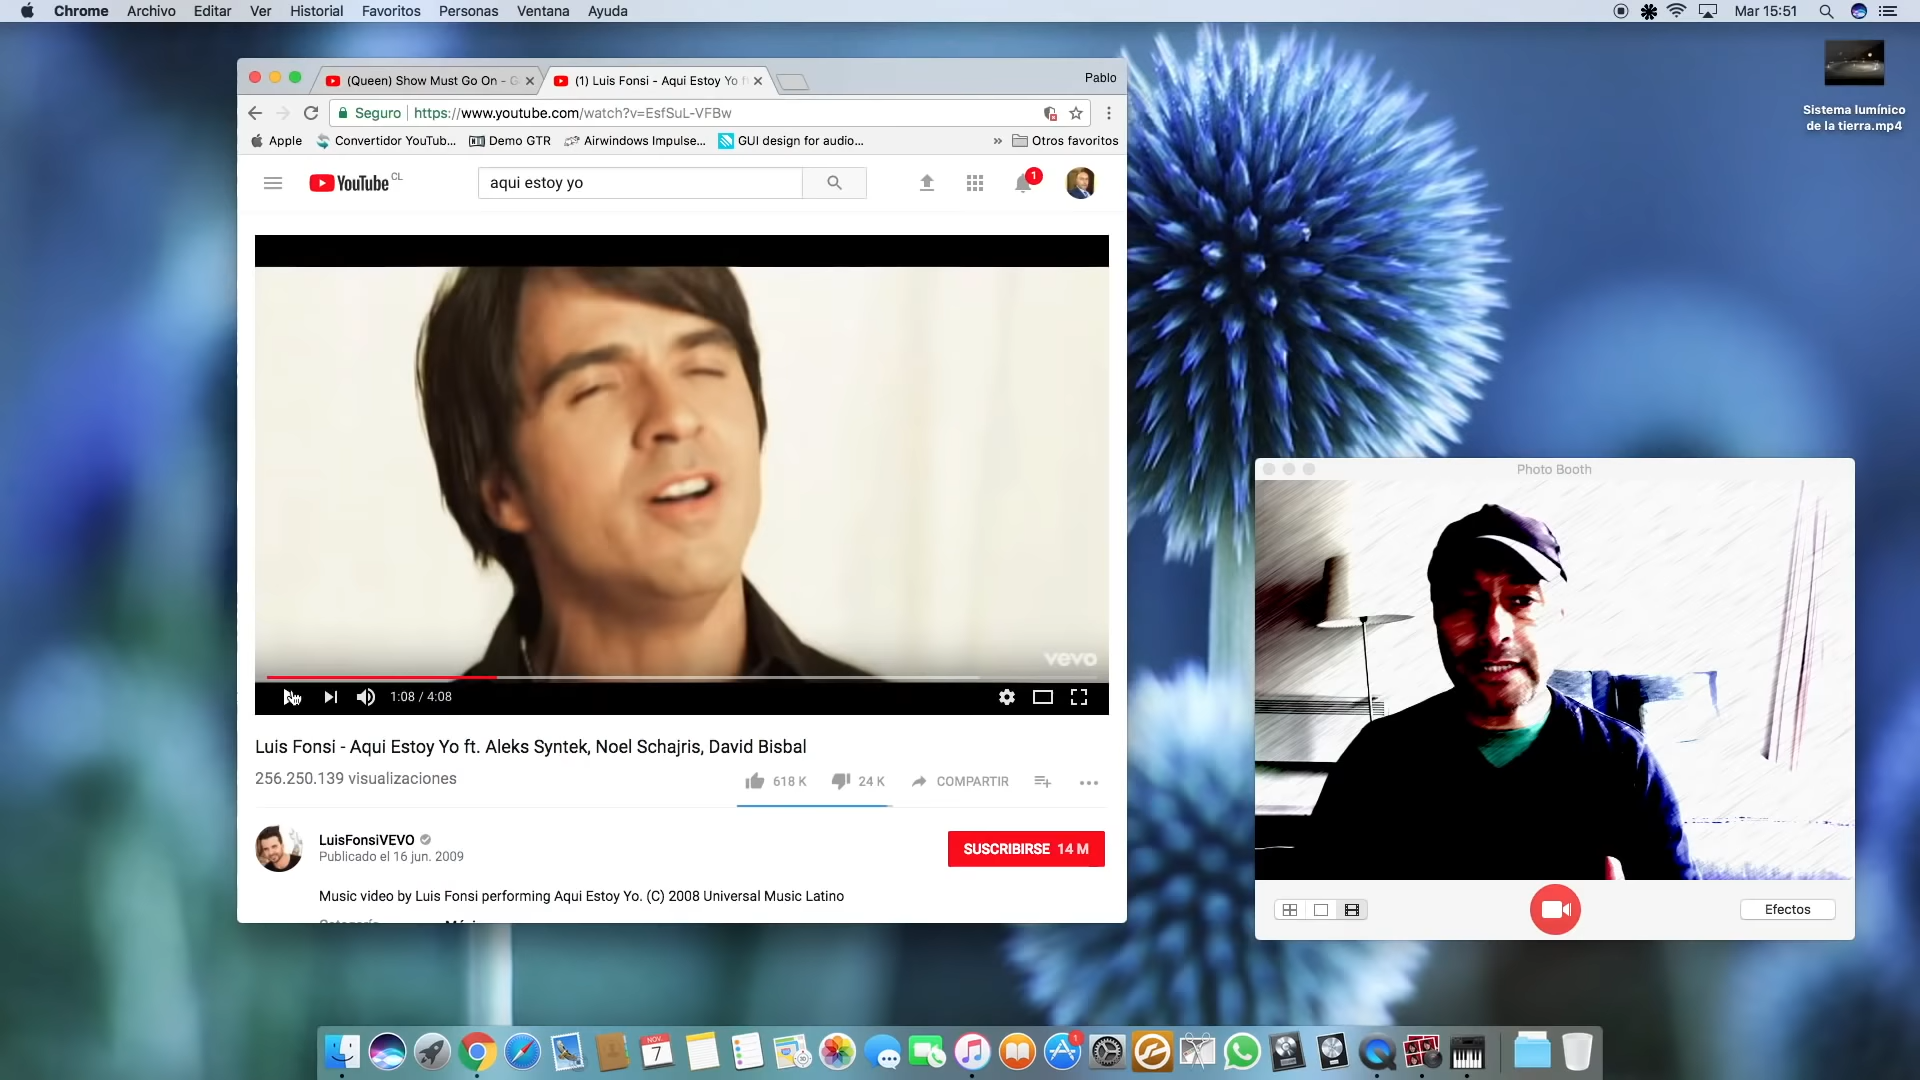 Chrome Archivo Editar Ver Historial Favoritos Personas Ventana Ayuda Mar 15:51
(Queen) Show Must Go On - G
(1) Luis Fonsi - Aqui Estoy Yo f
Pablo
Seguro https://www.youtube.com/watch?v=EsfSuL-VFBw
Apple Convertidor YouTub... Demo GTR Airwindows Impulse... GUI design for audio... » Otros favoritos
YouTube CL
aqui estoy yo
1
vevo
1:08 / 4:08
Luis Fonsi - Aqui Estoy Yo ft. Aleks Syntek, Noel Schajris, David Bisbal
256.250.139 visualizaciones
618 K 24 K COMPARTIR
LuisFonsiVEVO
Publicado el 16 jun. 2009
SUSCRIBIRSE 14 M
Music video by Luis Fonsi performing Aqui Estoy Yo. (C) 2008 Universal Music Latino
Sistema lumínico
de la tierra.mp4
Photo Booth
Efectos
NOV.
7
1